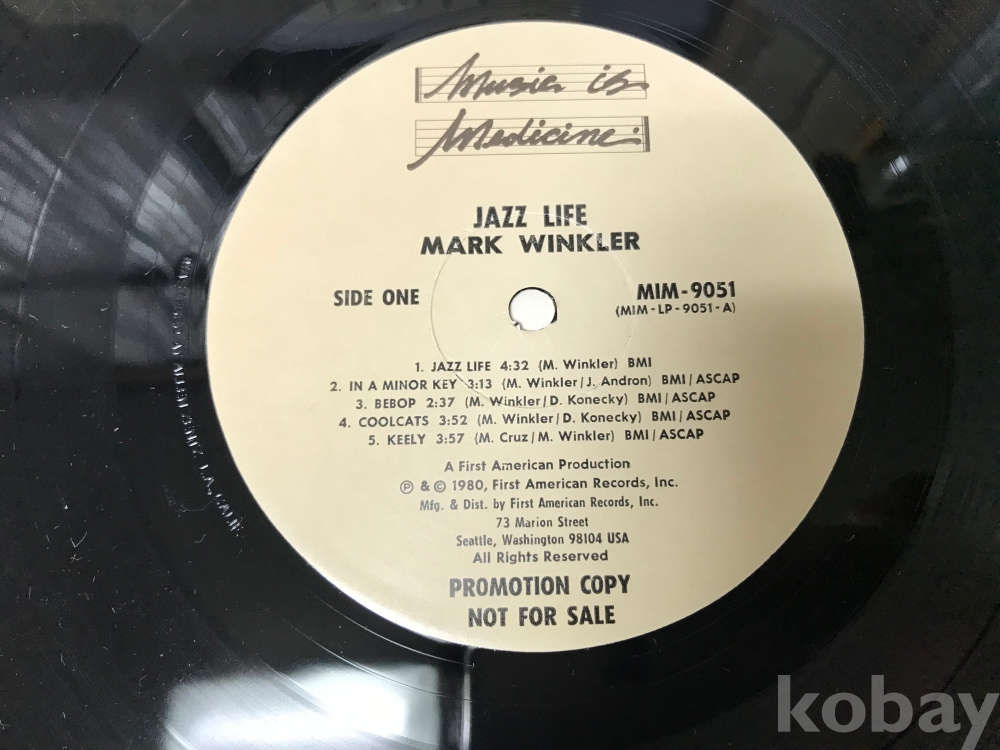 Music is
Medicine
JAZZ LIFE
MARK WINKLER
SIDE ONE
MIM-9051
(MIM-LP-9051-A)
1. JAZZ LIFE 4:32 (M. Winkler) BMI
2. IN A MINOR KEY 3:13 (M. Winkler/J. Andron) BMI/ASCAP
3. BEBOP 2:37 (M. Winkler/D. Konecky) BMI/ASCAP
4. COOLCATS 3:52 (M. Winkler/D. Konecky) BMI/ASCAP
5. KEELY 3:57 (M. Cruz/M. Winkler) BMI/ASCAP
A First American Production
Ⓟ & © 1980, First American Records, Inc.
Mfg. & Dist. by First American Records, Inc.
73 Marion Street
Seattle, Washington 98104 USA
All Rights Reserved
PROMOTION COPY
NOT FOR SALE
kobay